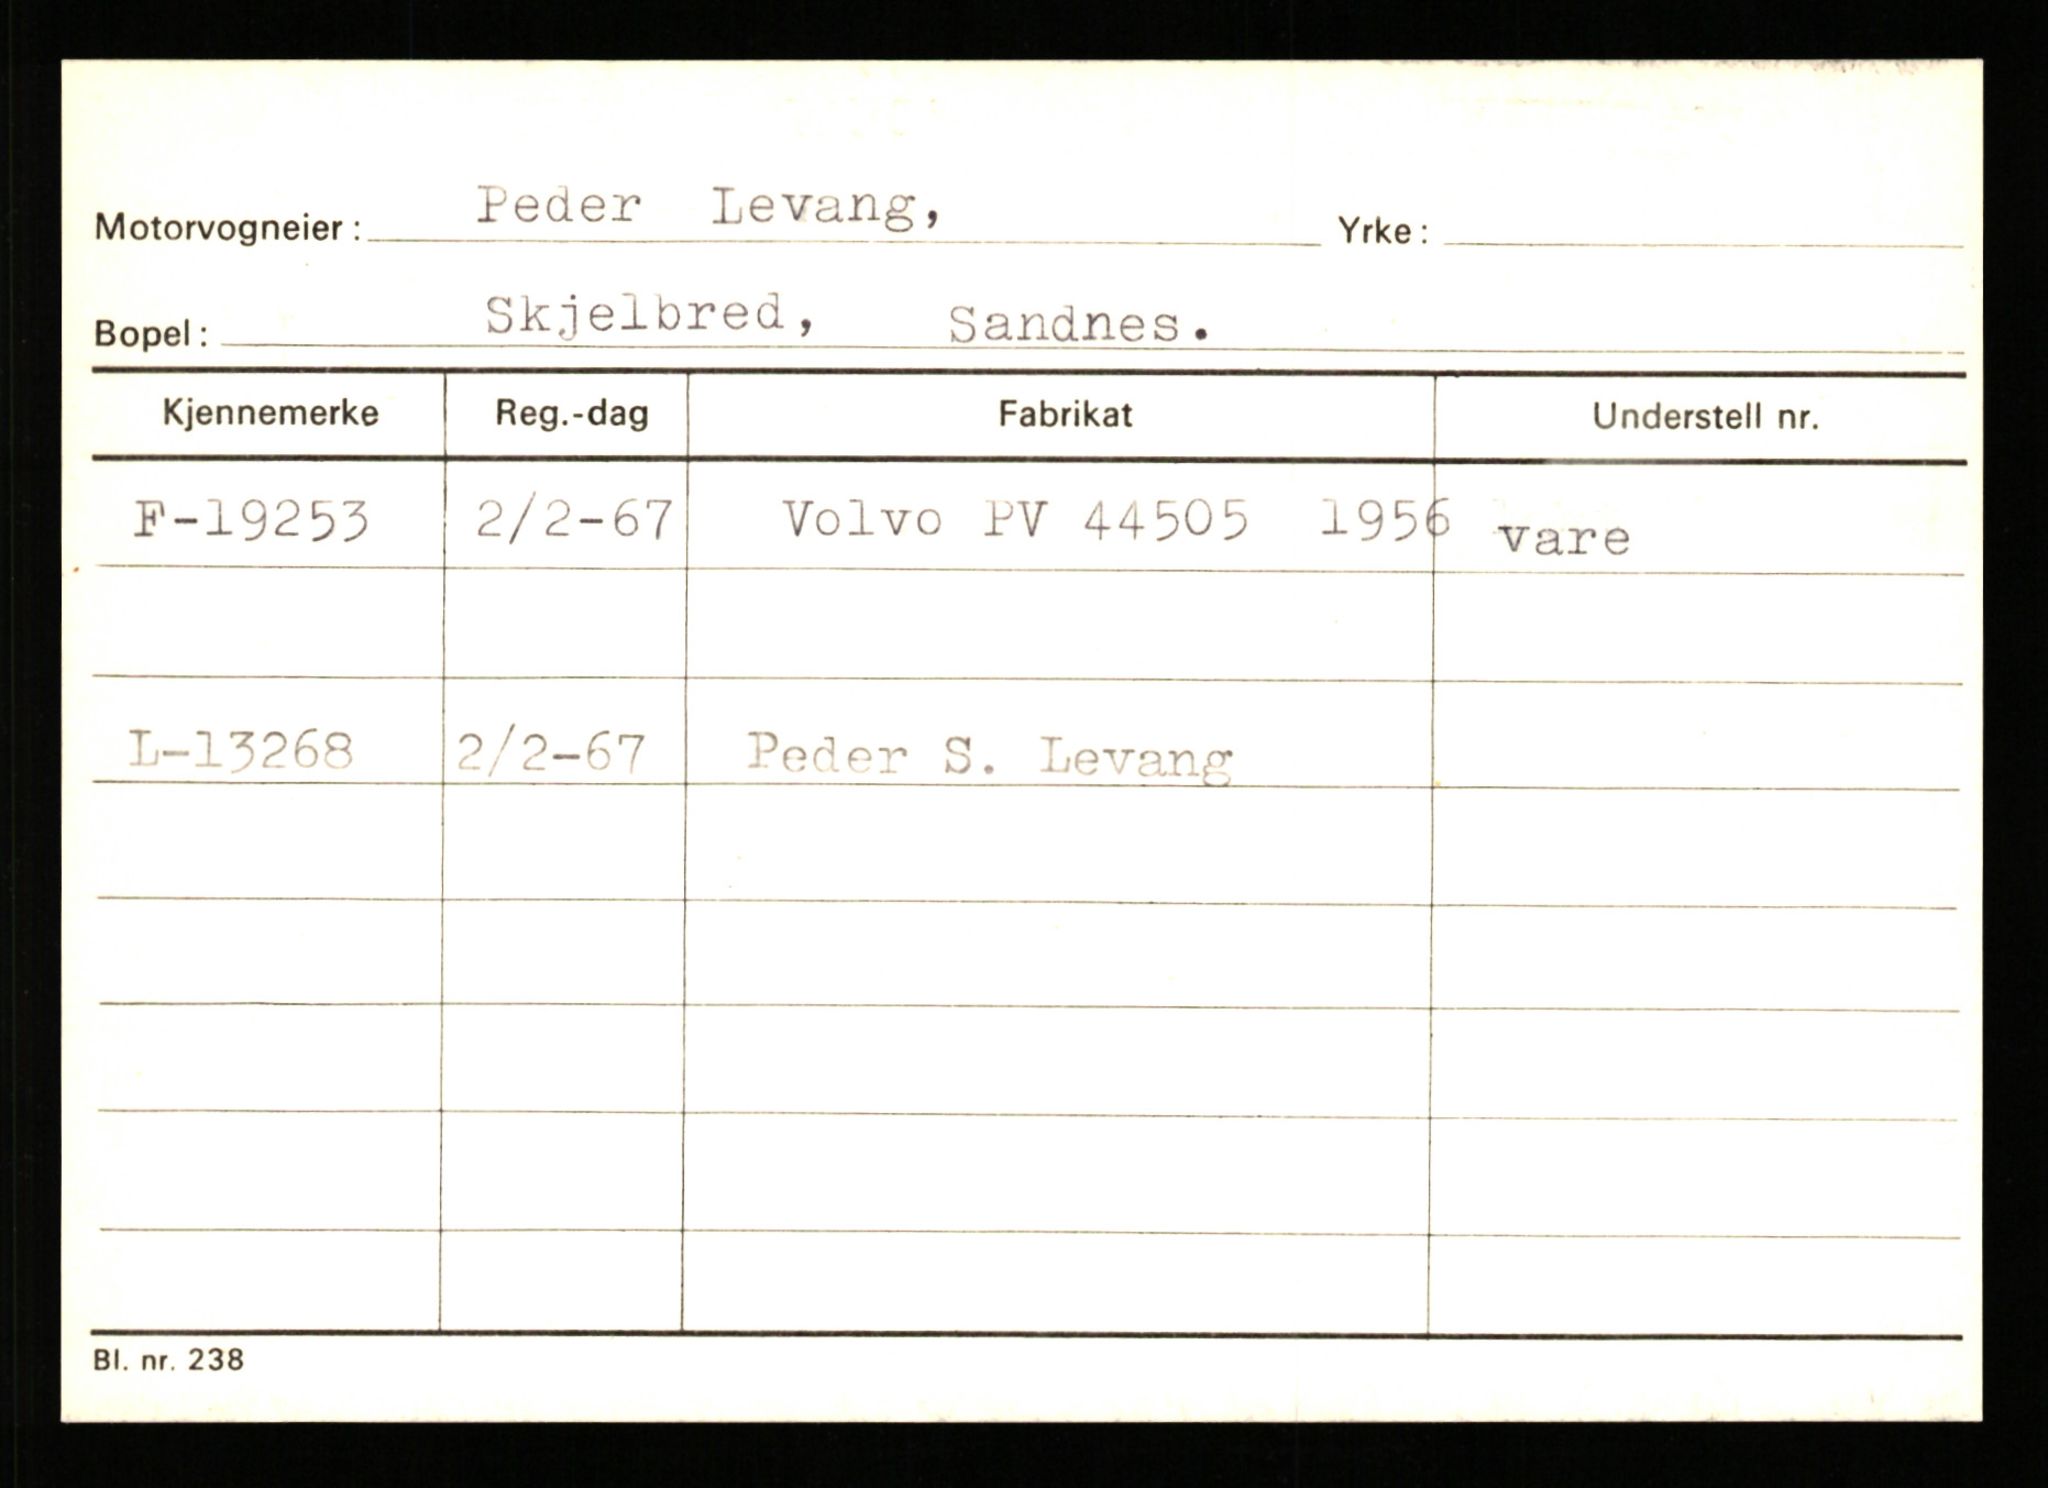 Motorvogneier: Peder Levang, Yrke:
Bopel: Skjelbred, Sandnes.
Kjennemerke Reg.-dag Fabrikat Understell nr.
F-19253 2/2-67 Volvo PV 44505 1956 vare
L-13268 2/2-67 Peder S. Levang
Bl. nr. 238